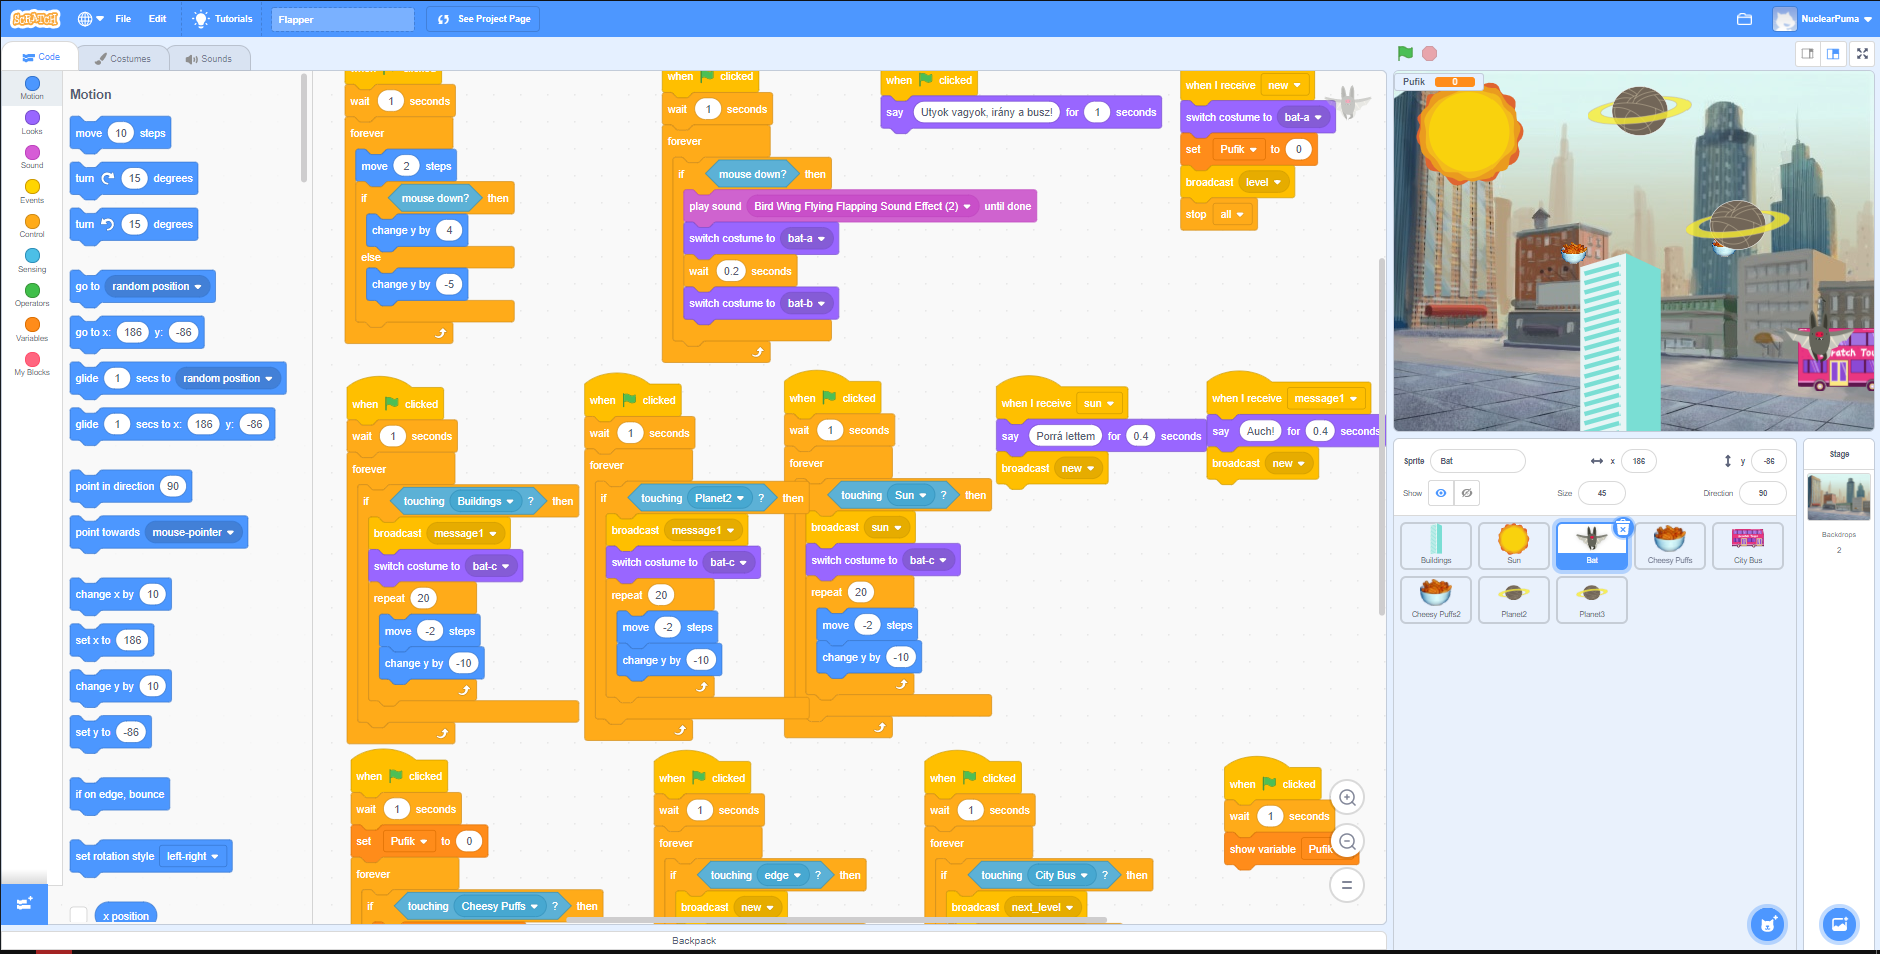 SCRATCH File Edit Tutorials Flapper See Project Page NuclearPuma
Code Costumes Sounds
Motion
Looks
Sound
Events
Control
Sensing
Operators
Variables
My Blocks
Motion
move 10 steps
turn 15 degrees
turn 15 degrees
go to random position
go to x: 186 y: -86
glide 1 secs to random position
glide 1 secs to x: 186 y: -86
point in direction 90
point towards mouse-pointer
change x by 10
set x to 186
change y by 10
set y to -86
if on edge, bounce
set rotation style left-right
x position
when clicked
wait 1 seconds
forever
move 2 steps
if mouse down? then
change y by 4
else
change y by -5
when clicked
wait 1 seconds
forever
if mouse down? then
play sound Bird Wing Flying Flapping Sound Effect (2) until done
switch costume to bat-a
wait 0.2 seconds
switch costume to bat-b
when clicked
say Utyok vagyok, irány a busz! for 1 seconds
when I receive new
switch costume to bat-a
set Pufik to 0
broadcast level
stop all
when clicked
wait 1 seconds
forever
if touching Buildings ? then
broadcast message1
switch costume to bat-c
repeat 20
move -2 steps
change y by -10
when clicked
wait 1 seconds
forever
if touching Planet2 ? then
broadcast message1
switch costume to bat-c
repeat 20
move -2 steps
change y by -10
when clicked
wait 1 seconds
forever
touching Sun ? then
broadcast sun
switch costume to bat-c
repeat 20
move -2 steps
change y by -10
when I receive sun
say Porrá lettem for 0.4 seconds
broadcast new
when I receive message1
say Auch! for 0.4 seconds
broadcast new
when clicked
wait 1 seconds
set Pufik to 0
forever
if touching Cheesy Puffs ? then
when clicked
wait 1 seconds
forever
if touching edge ? then
broadcast new
when clicked
wait 1 seconds
forever
if touching City Bus ? then
broadcast next_level
when clicked
wait 1 seconds
show variable Pufik
Backpack
Pufik 0
Sprite Bat x 186 y -86
Show Size 45 Direction 90
Buildings Sun Bat Cheesy Puffs City Bus
Cheesy Puffs2 Planet2 Planet3
Stage
Backdrops
2